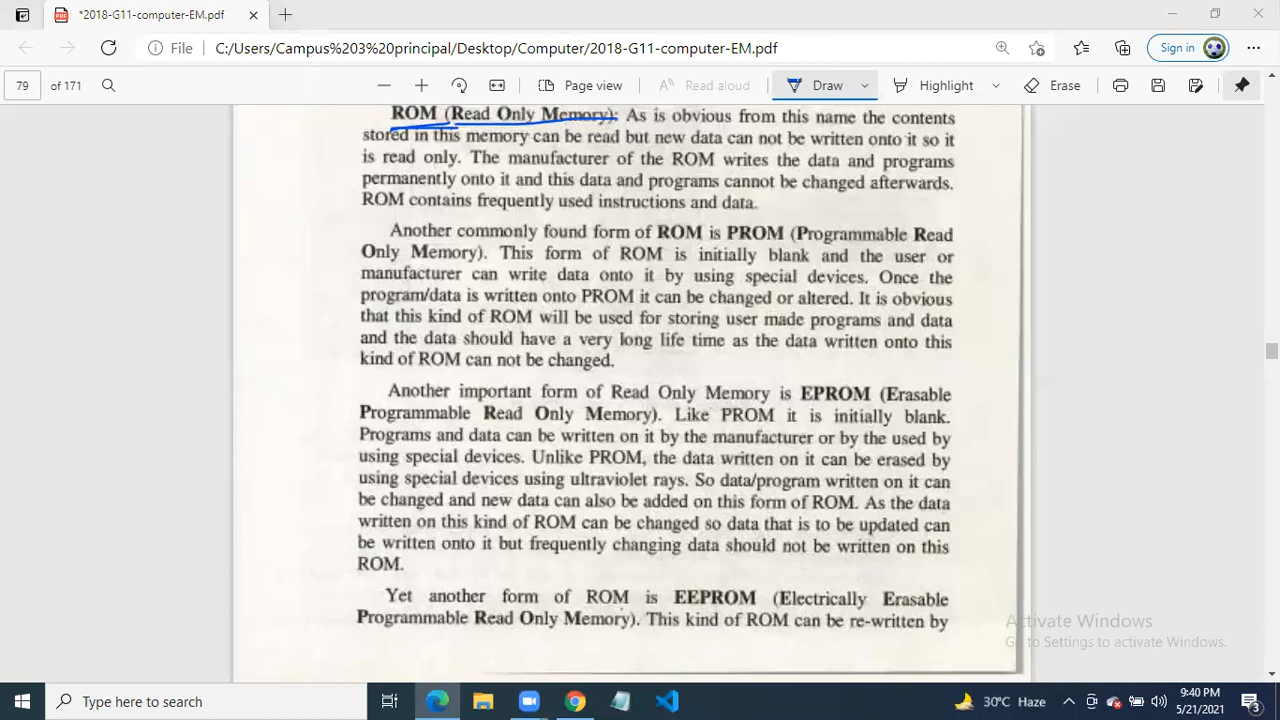 *2018-G11-computer-EM.pdf
File
C:/Users/Campus%203%20principal/Desktop/Computer/2018-G11-computer-EM.pdf
Sign in
79 of 171
Page view
Read aloud
Draw
Highlight
Erase
ROM (Read Only Memory): As is obvious from this name the contents
stored in this memory can be read but new data can not be written onto it so it
is read only. The manufacturer of the ROM writes the data and programs
permanently onto it and this data and programs cannot be changed afterwards.
ROM contains frequently used instructions and data.
Another commonly found form of ROM is PROM (Programmable Read
Only Memory). This form of ROM is initially blank and the user or
manufacturer can write data onto it by using special devices. Once the
program/data is written onto PROM it can be changed or altered. It is obvious
that this kind of ROM will be used for storing user made programs and data
and the data should have a very long life time as the data written onto this
kind of ROM can not be changed.
Another important form of Read Only Memory is EPROM (Erasable
Programmable Read Only Memory). Like PROM it is initially blank.
Programs and data can be written on it by the manufacturer or by the used by
using special devices. Unlike PROM, the data written on it can be erased by
using special devices using ultraviolet rays. So data/program written on it can
be changed and new data can also be added on this form of ROM. As the data
written on this kind of ROM can be changed so data that is to be updated can
be written onto it but frequently changing data should not be written on this
ROM.
Yet another form of ROM is EEPROM (Electrically Erasable
Programmable Read Only Memory). This kind of ROM can be re-written by
Activate Windows
Go to Settings to activate Windows.
Type here to search
30°C Haze
9:40 PM
5/21/2021
3